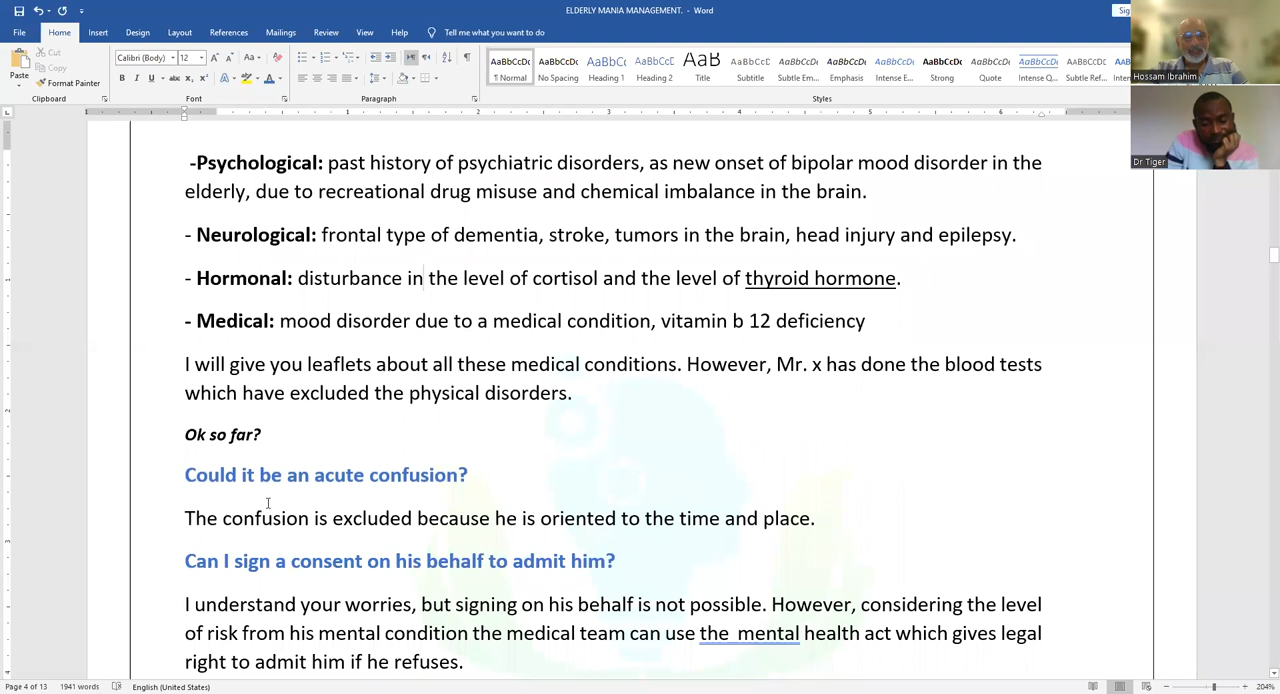 ELDERLY MANIA MANAGEMENT. - Word
Sig
File Home Insert Design Layout References Mailings Review View Help Tell me what you want to do
Cut
Copy
Format Painter
Paste
Calibri (Body) 12
Clipboard Font Paragraph Styles
AaBbCcDc AaBbCcDc AaBbCc AaBbCcD AaB AaBbCcD AaBbCcDc AaBbCcDc AaBbCcDc AaBbCcDc AaBbCcDc AaBbCcDc AaBbCcDc AaBb
¶ Normal No Spacing Heading 1 Heading 2 Title Subtitle Subtle Em... Emphasis Intense E... Strong Quote Intense Q... Subtle Ref... Inten
Hossam Ibrahim
Dr Tiger
-Psychological: past history of psychiatric disorders, as new onset of bipolar mood disorder in the
elderly, due to recreational drug misuse and chemical imbalance in the brain.
- Neurological: frontal type of dementia, stroke, tumors in the brain, head injury and epilepsy.
- Hormonal: disturbance in the level of cortisol and the level of thyroid hormone.
- Medical: mood disorder due to a medical condition, vitamin b 12 deficiency
I will give you leaflets about all these medical conditions. However, Mr. x has done the blood tests
which have excluded the physical disorders.
Ok so far?
Could it be an acute confusion?
The confusion is excluded because he is oriented to the time and place.
Can I sign a consent on his behalf to admit him?
I understand your worries, but signing on his behalf is not possible. However, considering the level
of risk from his mental condition the medical team can use the mental health act which gives legal
right to admit him if he refuses.
Page 4 of 13 1941 words English (United States) 204%